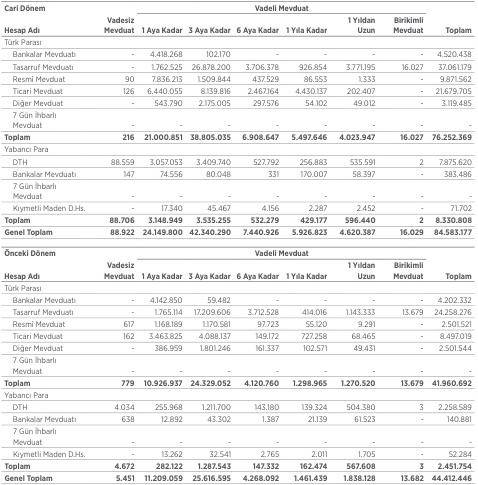 Cari Dönem Vadeli Mevduat
Vadesiz 1 Yıldan Birikimli
Hesap Adı Mevduat 1 Aya Kadar 3 Aya Kadar 6 Aya Kadar 1 Yıla Kadar Uzun Mevduat Toplam
Türk Parası
Bankalar Mevduatı - 4.418.268 102.170 - - - - 4.520.438
Tasarruf Mevduatı - 1.762.525 26.878.200 3.706.378 926.854 3.771.195 16.027 37.061.179
Resmî Mevduat 90 7.836.213 1.509.844 437.529 86.553 1.333 - 9.871.562
Ticari Mevduat 126 6.440.055 8.139.816 2.467.164 4.430.137 202.407 - 21.679.705
Diğer Mevduat - 543.790 2.175.005 297.576 54.102 49.012 - 3.119.485
7 Gün İhbarlı
Mevduat - - - - - - - -
Toplam 216 21.000.851 38.805.035 6.908.647 5.497.646 4.023.947 16.027 76.252.369
Yabancı Para
DTH 88.559 3.057.053 3.409.740 527.792 256.883 535.591 2 7.875.620
Bankalar Mevduatı 147 74.556 80.048 331 170.007 58.397 - 383.486
7 Gün İhbarlı
Mevduat - - - - - - - -
Kıymetli Maden D.Hs. - 17.340 45.467 4.156 2.287 2.452 - 71.702
Toplam 88.706 3.148.949 3.535.255 532.279 429.177 596.440 2 8.330.808
Genel Toplam 88.922 24.149.800 42.340.290 7.440.926 5.926.823 4.620.387 16.029 84.583.177
Önceki Dönem Vadeli Mevduat
Vadesiz 1 Yıldan Birikimli
Hesap Adı Mevduat 1 Aya Kadar 3 Aya Kadar 6 Aya Kadar 1 Yıla Kadar Uzun Mevduat Toplam
Türk Parası
Bankalar Mevduatı - 4.142.850 59.482 - - - - 4.202.332
Tasarruf Mevduatı - 1.765.114 17.209.606 3.712.528 414.016 1.143.333 13.679 24.258.276
Resmî Mevduat 617 1.168.189 1.170.581 97.723 55.120 9.291 - 2.501.521
Ticari Mevduat 162 3.463.825 4.088.137 149.172 727.258 68.465 - 8.497.019
Diğer Mevduat - 386.959 1.801.246 161.337 102.571 49.431 - 2.501.544
7 Gün İhbarlı
Mevduat - - - - - - - -
Toplam 779 10.926.937 24.329.052 4.120.760 1.298.965 1.270.520 13.679 41.960.692
Yabancı Para
DTH 4.034 255.968 1.211.700 143.180 139.324 504.380 3 2.258.589
Bankalar Mevduatı 638 12.892 43.302 1.387 21.139 61.523 - 140.881
7 Gün İhbarlı
Mevduat - - - - - - - -
Kıymetli Maden D.Hs. - 13.262 32.541 2.765 2.011 1.705 - 52.284
Toplam 4.672 282.122 1.287.543 147.332 162.474 567.608 3 2.451.754
Genel Toplam 5.451 11.209.059 25.616.595 4.268.092 1.461.439 1.838.128 13.682 44.412.446